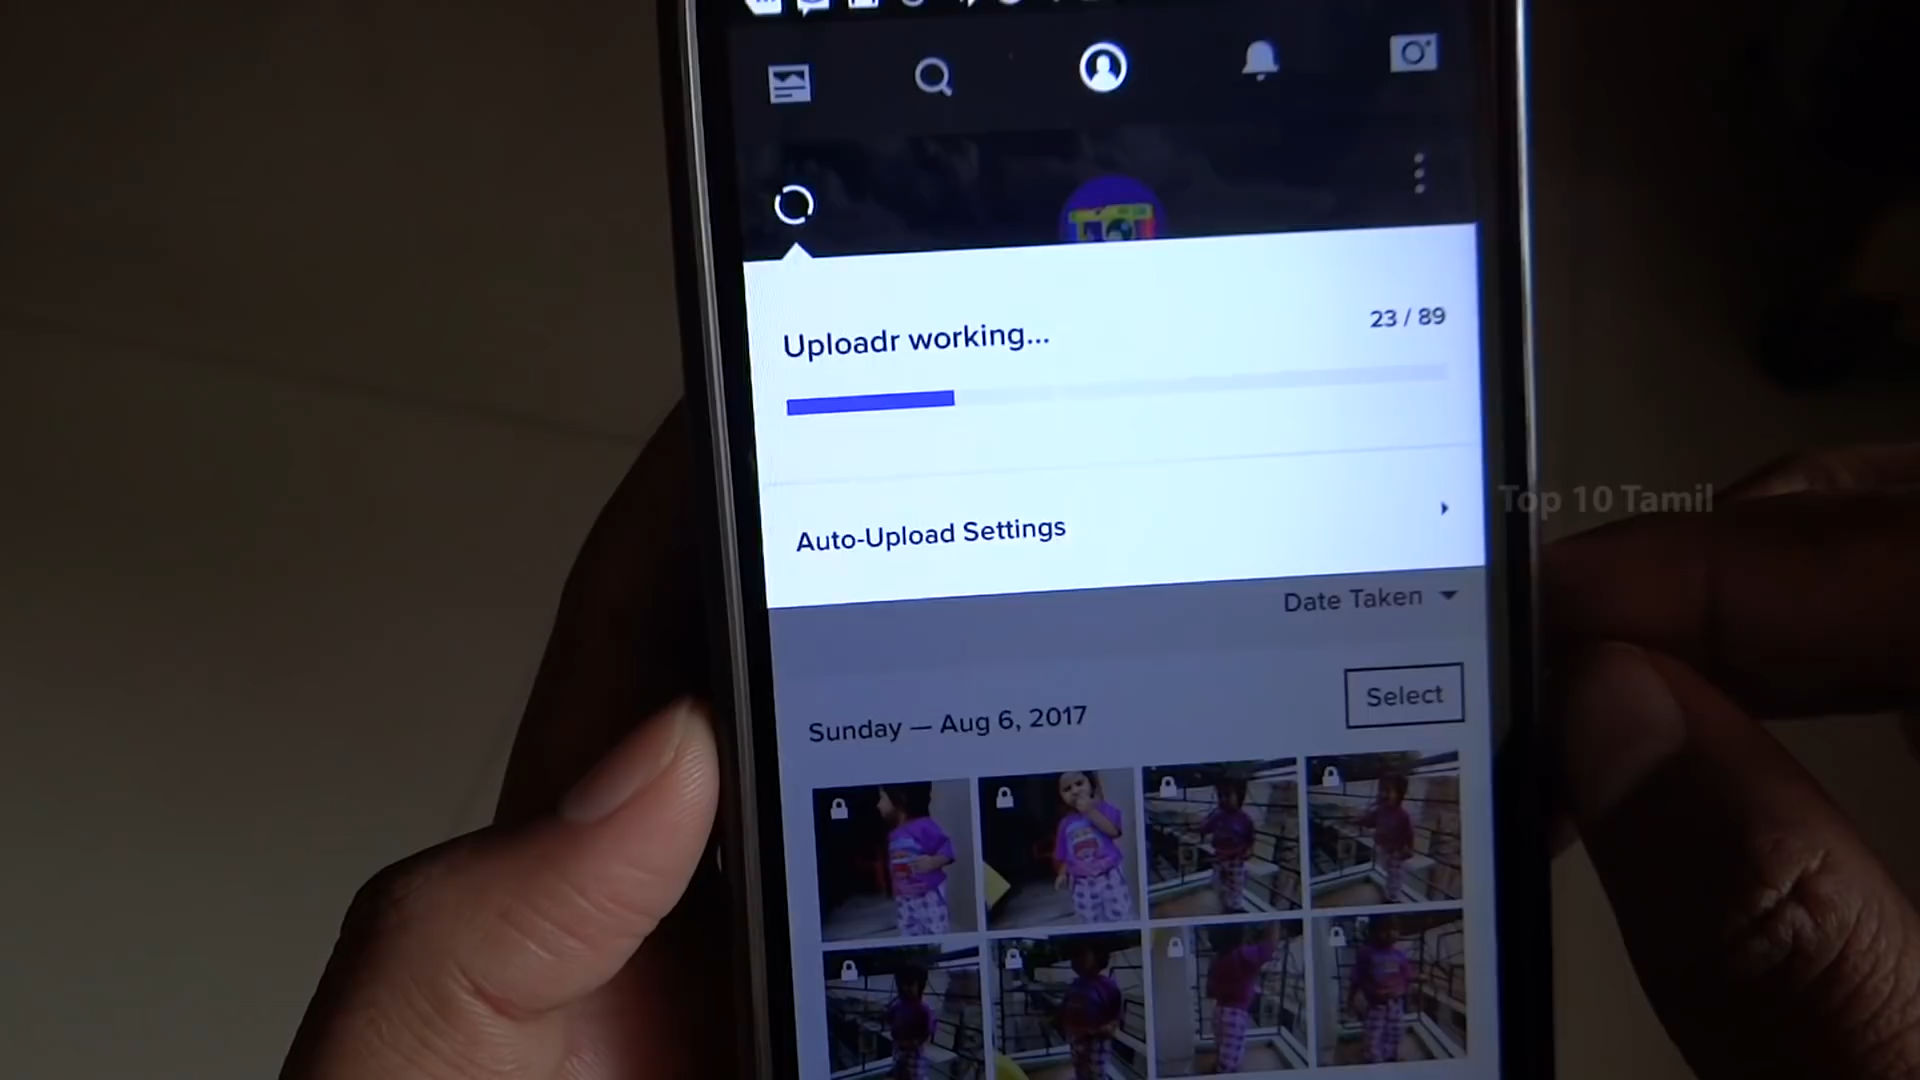 Uploadr working...
23 / 89
Auto-Upload Settings
Top 10 Tamil
Date Taken
Select
Sunday — Aug 6, 2017